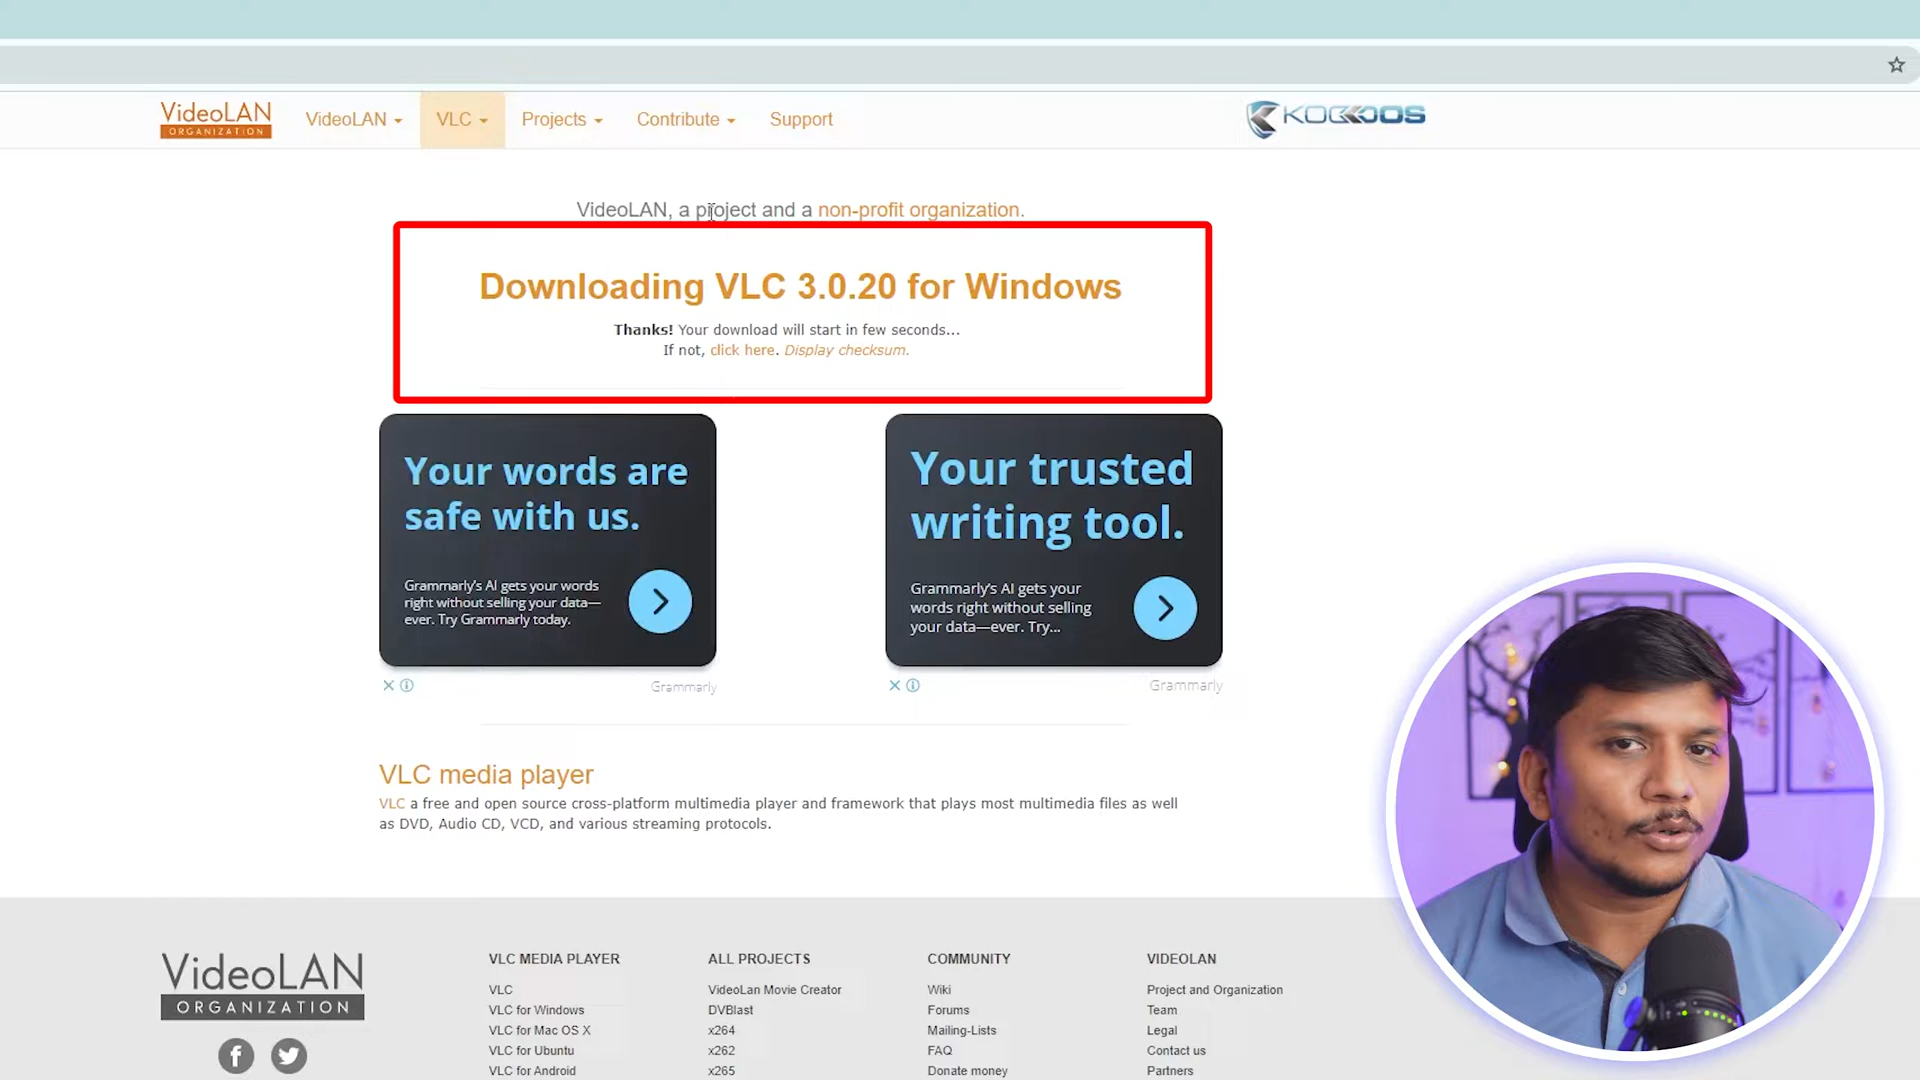 VideoLAN
ORGANIZATION
VideoLAN
VLC
Projects
Contribute
Support
VideoLAN, a project and a non-profit organization.
Downloading VLC 3.0.20 for Windows
Thanks! Your download will start in few seconds...
If not, click here. Display checksum.
Your words are
safe with us.
Grammarly's AI gets your words
right without selling your data—
ever. Try Grammarly today.
Grammarly
Your trusted
writing tool.
Grammarly's AI gets your
words right without selling
your data—ever. Try...
Grammarly
VLC media player
VLC a free and open source cross-platform multimedia player and framework that plays most multimedia files as well
as DVD, Audio CD, VCD, and various streaming protocols.
VideoLAN
ORGANIZATION
VLC MEDIA PLAYER
VLC
VLC for Windows
VLC for Mac OS X
VLC for Ubuntu
VLC for Android
ALL PROJECTS
VideoLan Movie Creator
DVBlast
x264
x262
x265
COMMUNITY
Wiki
Forums
Mailing-Lists
FAQ
Donate money
VIDEOLAN
Project and Organization
Team
Legal
Contact us
Partners